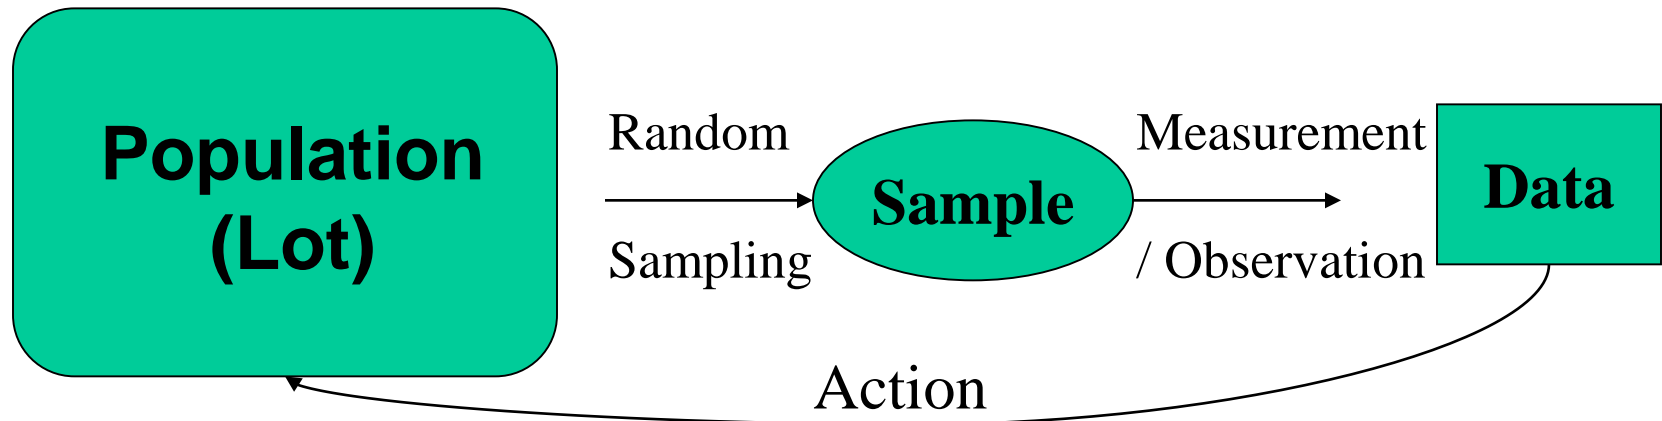 Population
(Lot)
Random
Sampling
Sample
Measurement
/ Observation
Data
Action